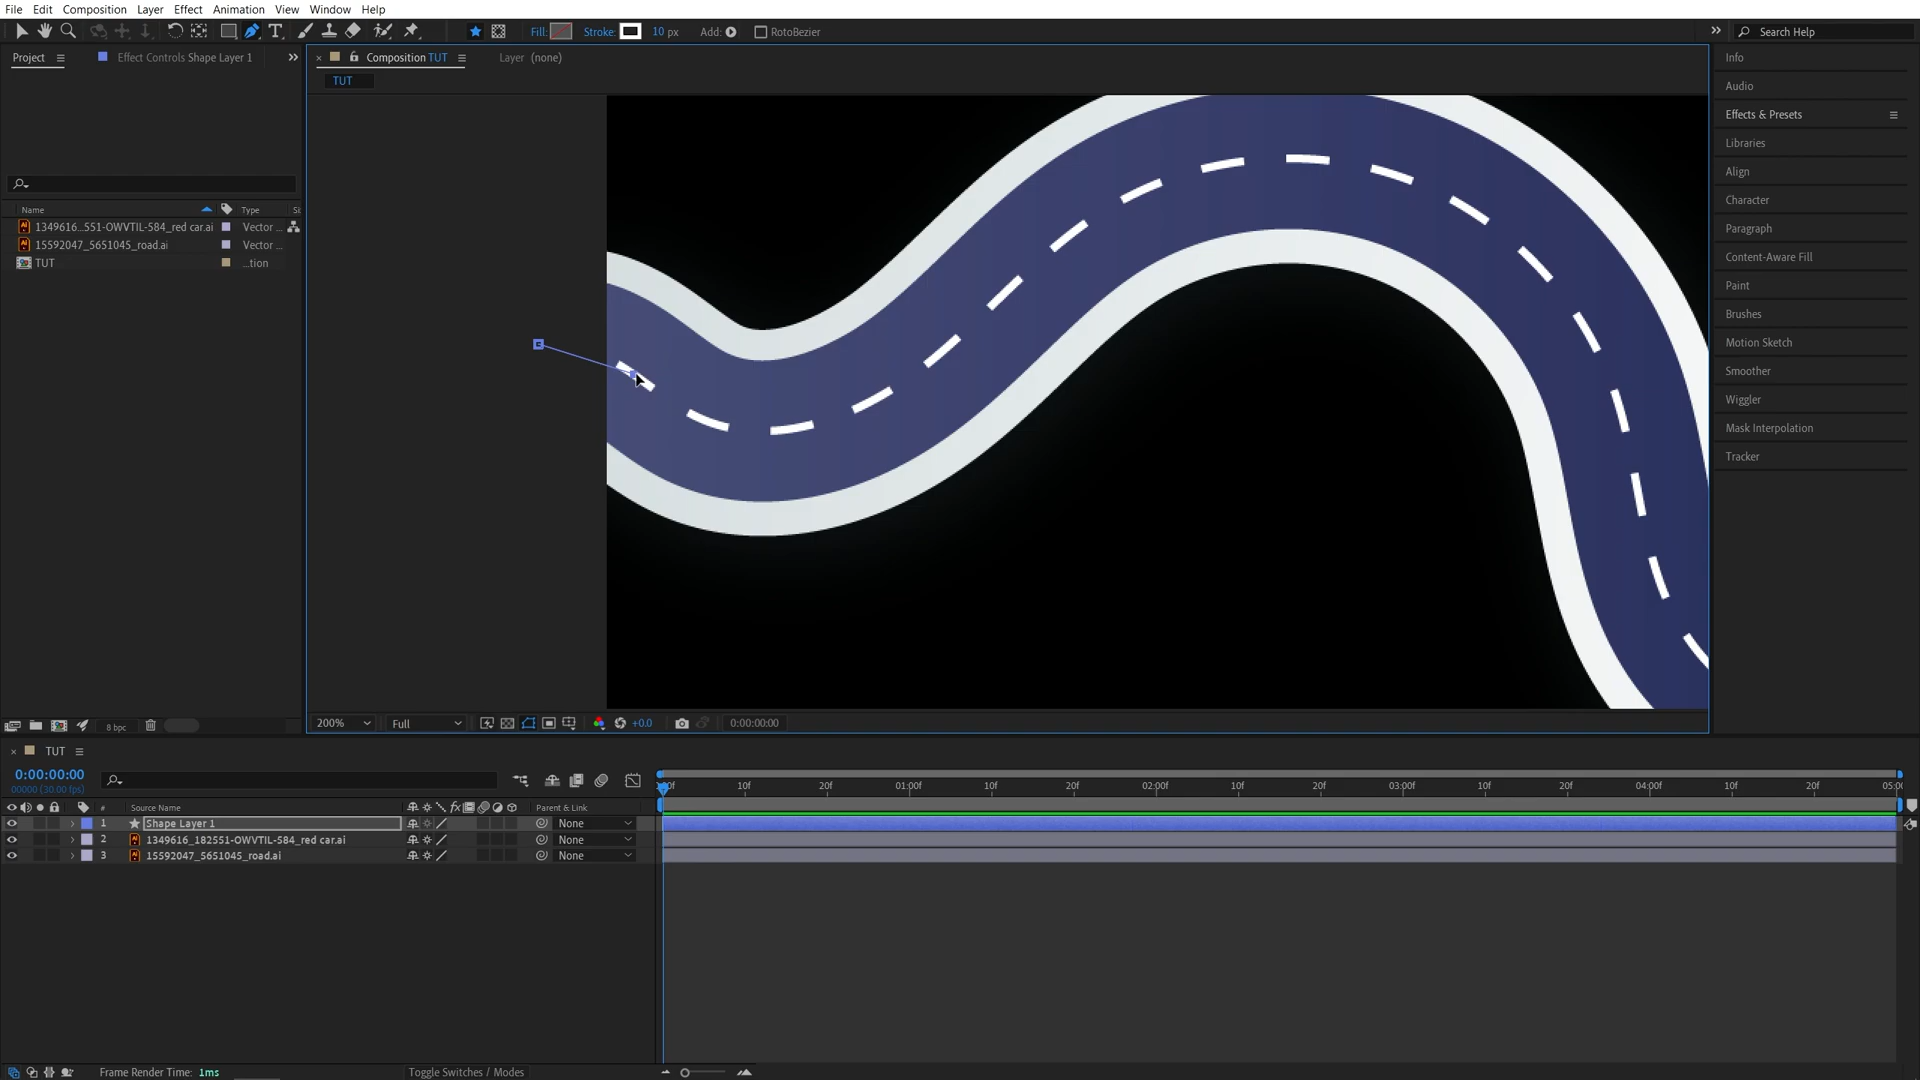 File Edit Composition Layer Effect Animation View Window Help
Fill: Stroke: 10 px Add: RotoBezier Search Help
Project Effect Controls Shape Layer 1
Composition TUT Layer (none)
TUT
Name Type
1349616...551-OWVTIL-584_red car.ai Vector ...
15592047_5651045_road.ai Vector ...
TUT ...tion
Info
Audio
Effects & Presets
Libraries
Align
Character
Paragraph
Content-Aware Fill
Paint
Brushes
Motion Sketch
Smoother
Wiggler
Mask Interpolation
Tracker
8 bpc
200% Full +0.0 0:00:00:00
TUT
0:00:00:00
00000 (30.00 fps)
10f 20f 01:00f 10f 20f 02:00f 10f 20f 03:00f 10f 20f 04:00f 10f 20f
# Source Name fx Parent & Link
1 Shape Layer 1 None
2 1349616_182551-OWVTIL-584_red car.ai None
3 15592047_5651045_road.ai None
Frame Render Time: 1ms Toggle Switches / Modes